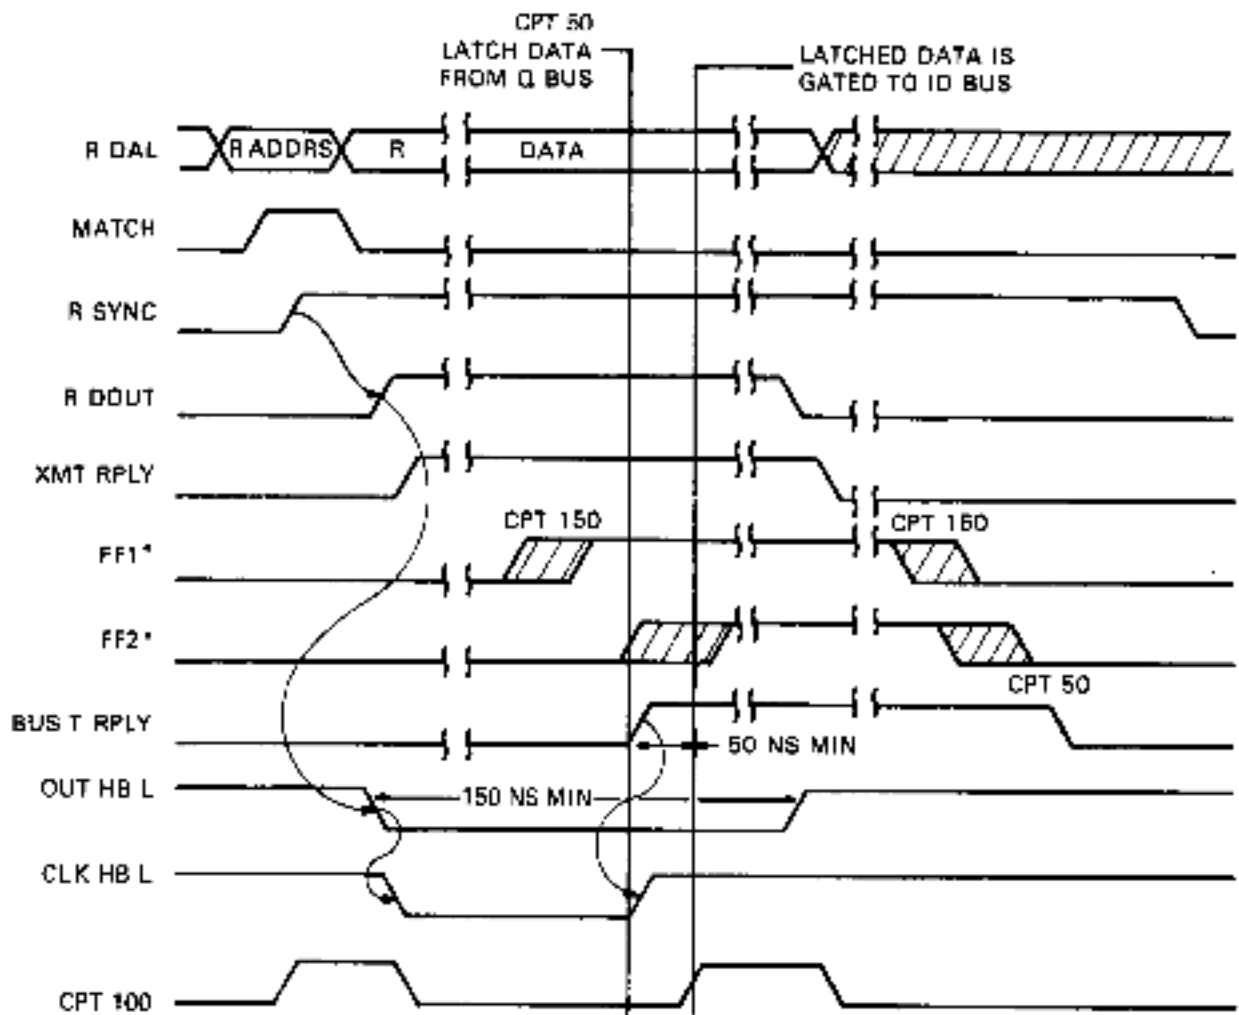 CPT 50
LATCH DATA
FROM Q BUS
LATCHED DATA IS
GATED TO ID BUS
R DAL
R ADDRS
R
DATA
MATCH
R SYNC
R DOUT
XMT RPLY
CPT 150
CPT 150
FF1*
FF2*
CPT 50
BUS T RPLY
50 NS MIN
OUT HB L
150 NS MIN
CLK HB L
CPT 100